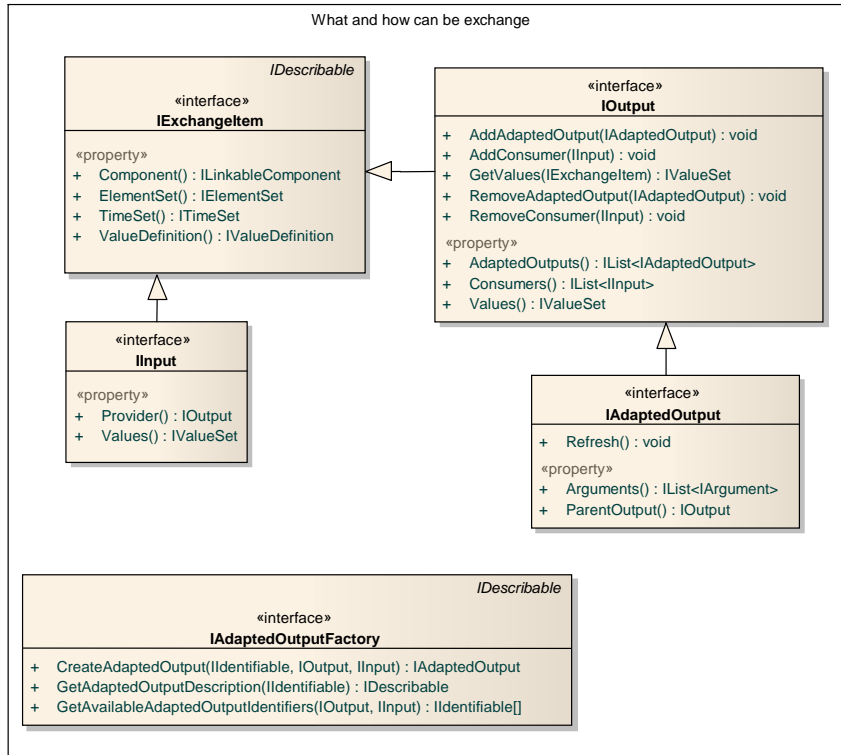 What and how can be exchange
IDescribable
«interface»
IExchangeItem
«property»
+ Component() : ILinkableComponent
+ ElementSet() : IElementSet
+ TimeSet() : ITimeSet
+ ValueDefinition() : IValueDefinition
«interface»
IOutput
+ AddAdaptedOutput(IAdaptedOutput) : void
+ AddConsumer(IInput) : void
+ GetValues(IExchangeItem) : IValueSet
+ RemoveAdaptedOutput(IAdaptedOutput) : void
+ RemoveConsumer(IInput) : void
«property»
+ AdaptedOutputs() : IList<IAdaptedOutput>
+ Consumers() : IList<IInput>
+ Values() : IValueSet
«interface»
IInput
«property»
+ Provider() : IOutput
+ Values() : IValueSet
«interface»
IAdaptedOutput
+ Refresh() : void
«property»
+ Arguments() : IList<IArgument>
+ ParentOutput() : IOutput
IDescribable
«interface»
IAdaptedOutputFactory
+ CreateAdaptedOutput(IIdentifiable, IOutput, IInput) : IAdaptedOutput
+ GetAdaptedOutputDescription(IIdentifiable) : IDescribable
+ GetAvailableAdaptedOutputIdentifiers(IOutput, IInput) : IIdentifiable[]